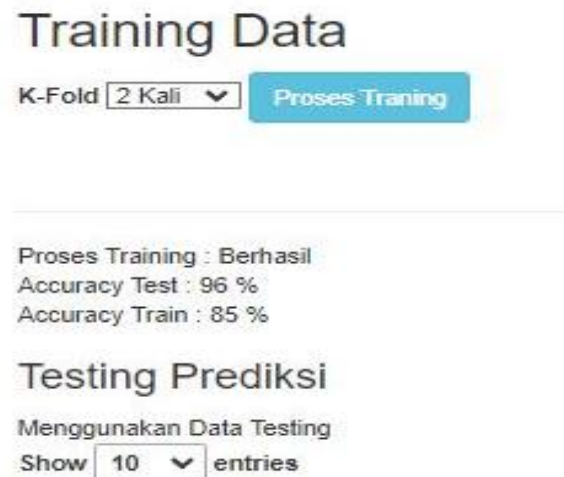 Training Data
K-Fold 2 Kali Proses Traning
Proses Training : Berhasil
Accuracy Test : 96 %
Accuracy Train : 85 %
Testing Prediksi
Menggunakan Data Testing
Show 10 entries